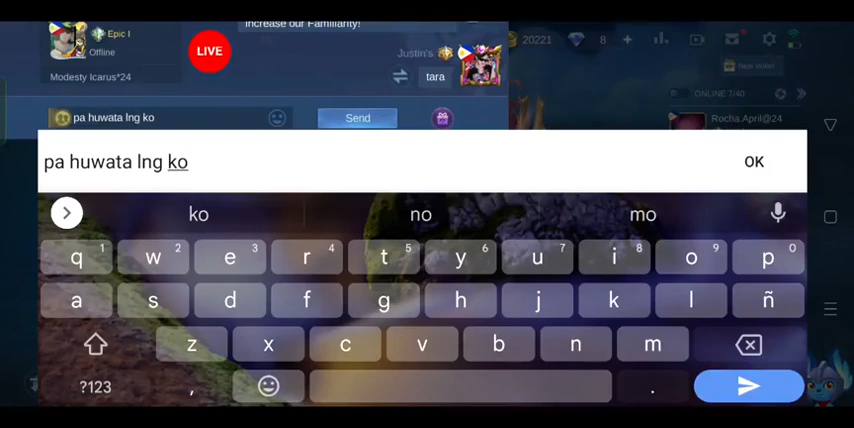 increase our Familiarity!
Epic I
Offline
LIVE
Modesty Icarus*24
Justin's
tara
20221
8
New voter
ONLINE 7/40
Rocha.April@24
pa huwata lng ko
Send
pa huwata lng ko
OK
ko no mo
q 1 w 2 e 3 r 4 t 5 y 6 u 7 i 8 o 9 p 0
a s d f g h j k l ñ
z x c v b n m
?123 , .